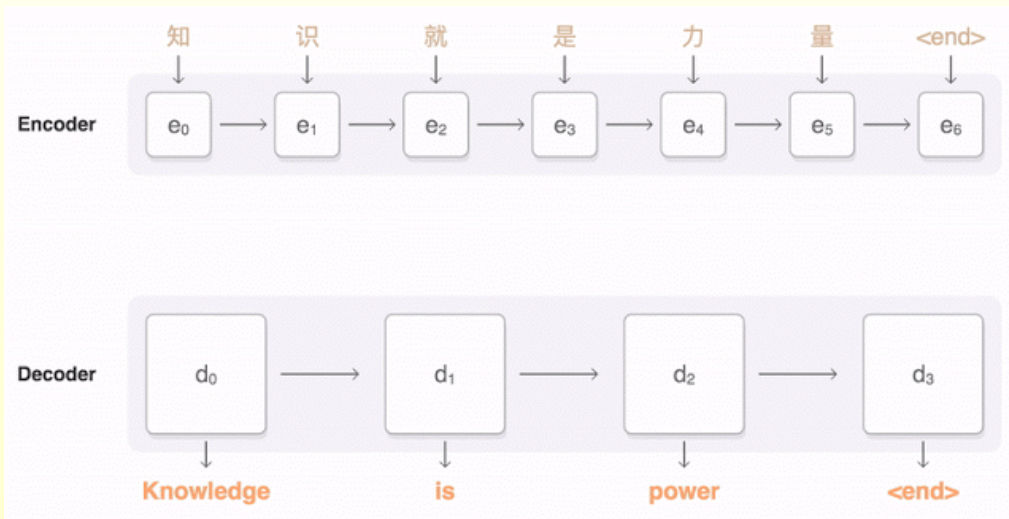 知 识 就 是 力 量 <end>
Encoder e₀ e₁ e₂ e₃ e₄ e₅ e₆
Decoder d₀ d₁ d₂ d₃
Knowledge is power <end>